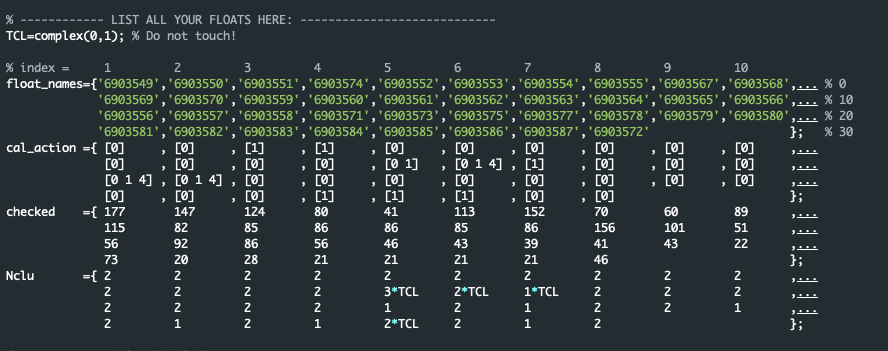 % ------------ LIST ALL YOUR FLOATS HERE: ----------------------------
TCL=complex(0,1); % Do not touch!
% index = 1 2 3 4 5 6 7 8 9 10
float_names={'6903549','6903550','6903551','6903574','6903552','6903553','6903554','6903555','6903567','6903568',... % 0
'6903569','6903570','6903559','6903560','6903561','6903562','6903563','6903564','6903565','6903566',... % 10
'6903556','6903557','6903558','6903571','6903573','6903575','6903577','6903578','6903579','6903580',... % 20
'6903581','6903582','6903583','6903584','6903585','6903586','6903587','6903572' }; % 30
cal_action ={ [0] , [0] , [1] , [1] , [0] , [0] , [0] , [0] , [0] , [0] ,...
[0] , [0] , [0] , [0] , [0 1] , [0 1 4] , [1] , [0] , [0] , [0] ,...
[0 1 4] , [0 1 4] , [0] , [0] , [0] , [0] , [0] , [0] , [0] , [0] ,...
[0] , [0] , [0] , [1] , [1] , [1] , [0] , [0] };
checked ={ 177 147 124 80 41 113 152 70 60 89 ,...
115 82 85 86 86 85 86 156 101 51 ,...
56 92 86 56 46 43 39 41 43 22 ,...
73 20 28 21 21 21 21 46 };
Nclu ={ 2 2 2 2 2 2 2 2 2 2 ,...
2 2 2 2 3*TCL 2*TCL 1*TCL 2 2 2 ,...
2 2 2 2 1 2 1 2 2 1 ,...
2 1 2 1 2*TCL 2 1 2 };